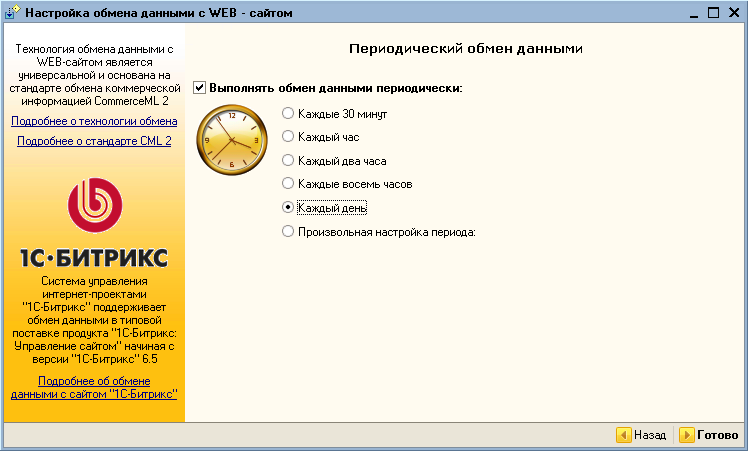 Настройка обмена данными с WEB - сайтом
Технология обмена данными с
WEB-сайтом является
универсальной и основана на
стандарте обмена коммерческой
информацией CommerceML 2
Подробнее о технологии обмена
Подробнее о стандарте CML 2
1С·БИТРИКС
Система управления
интернет-проектами
"1С-Битрикс" поддерживает
обмен данными в типовой
поставке продукта "1С-Битрикс:
Управление сайтом" начиная с
версии "1С-Битрикс" 6.5
Подробнее об обмене
данными с сайтом "1С-Битрикс"
Периодический обмен данными
Выполнять обмен данными периодически:
12
3
6
9
Каждые 30 минут
Каждый час
Каждый два часа
Каждые восемь часов
Каждый день
Произвольная настройка периода:
Назад
Готово